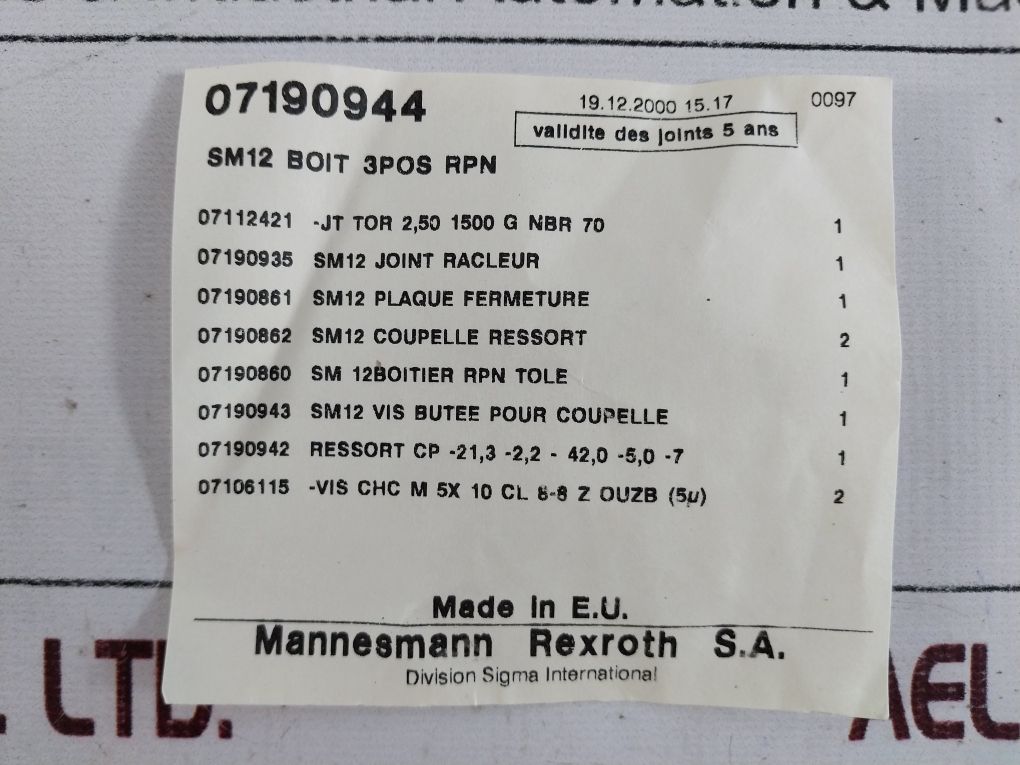 07190944
19.12.2000 15.17 0097
validite des joints 5 ans
SM12 BOIT 3POS RPN
07112421 -JT TOR 2,50 1500 G NBR 70 1
07190935 SM12 JOINT RACLEUR 1
07190861 SM12 PLAQUE FERMETURE 1
07190862 SM12 COUPELLE RESSORT 2
07190860 SM 12BOITIER RPN TOLE 1
07190943 SM12 VIS BUTEE POUR COUPELLE 1
07190942 RESSORT CP -21,3 -2,2 - 42,0 -5,0 -7 1
07106115 -VIS CHC M 5X 10 CL 8-8 Z OUZB (5µ) 2
Made in E.U.
Mannesmann Rexroth S.A.
Division Sigma International
. LTD. AEL